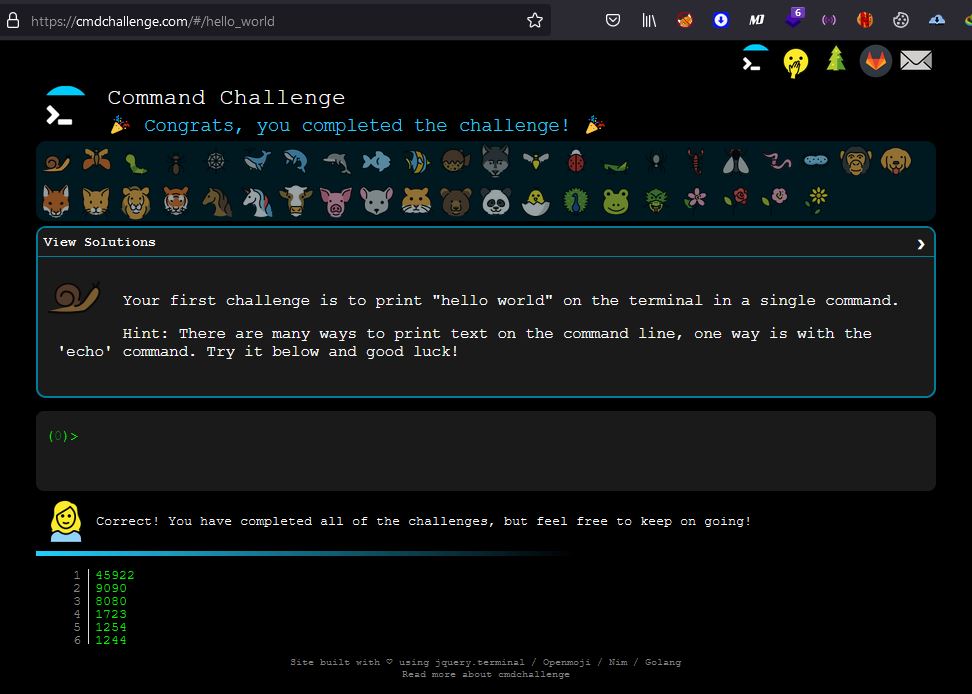 https://cmdchallenge.com/#/hello_world
6
Command Challenge
Congrats, you completed the challenge!
View Solutions
Your first challenge is to print "hello world" on the terminal in a single command.
Hint: There are many ways to print text on the command line, one way is with the
'echo' command. Try it below and good luck!
(0)>
Correct! You have completed all of the challenges, but feel free to keep on going!
1 45922
2 9090
3 8080
4 1723
5 1254
6 1244
Site built with ♡ using jquery.terminal / Openmoji / Nim / Golang
Read more about cmdchallenge